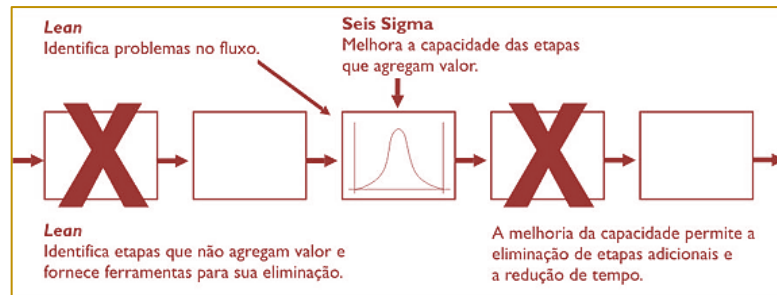 Lean
Identifica problemas no fluxo.
Seis Sigma
Melhora a capacidade das etapas
que agregam valor.
Lean
Identifica etapas que não agregam valor e
fornece ferramentas para sua eliminação.
A melhoria da capacidade permite a
eliminação de etapas adicionais e
a redução de tempo.